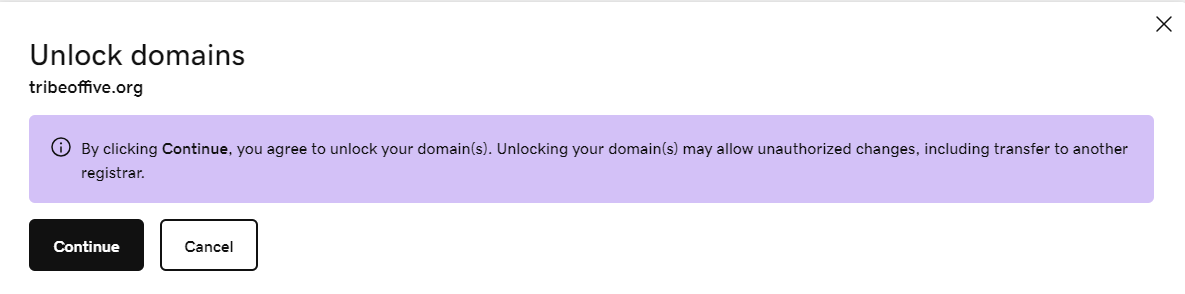 Unlock domains
tribeoffive.org
By clicking Continue, you agree to unlock your domain(s). Unlocking your domain(s) may allow unauthorized changes, including transfer to another
registrar.
Continue
Cancel